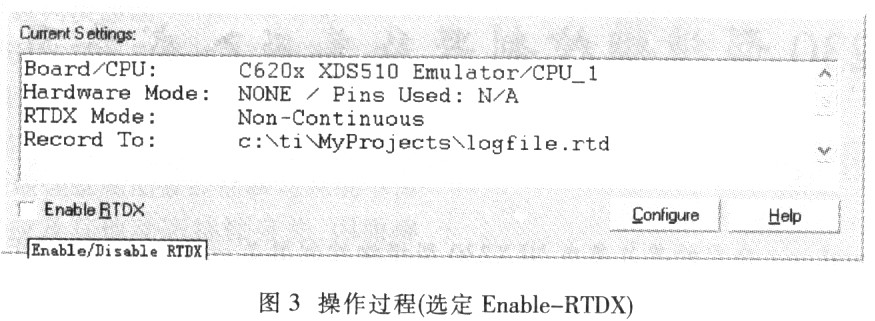 Current Settings:
Board/CPU: C620x XDS510 Emulator/CPU_1
Hardware Mode: NONE / Pins Used: N/A
RTDX Mode: Non-Continuous
Record To: c:\ti\MyProjects\logfile.rtd
Enable RTDX
Configure
Help
Enable/Disable RTDX
图 3 操作过程(选定 Enable-RTDX)